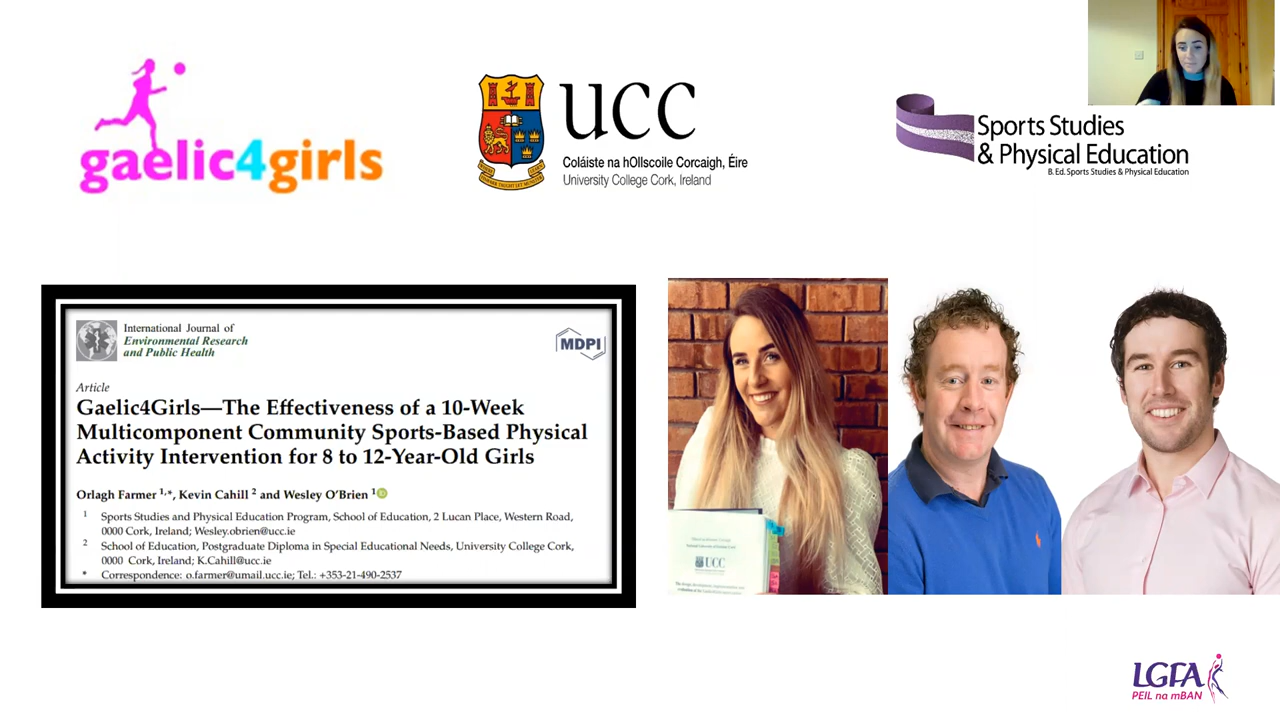 gaelic4girls
UCC
Coláiste na hOllscoile Corcaigh, Éire
University College Cork, Ireland
Sports Studies
& Physical Education
B. Ed. Sports Studies & Physical Education
International Journal of
Environmental Research
and Public Health
MDPI
Article
Gaelic4Girls—The Effectiveness of a 10-Week
Multicomponent Community Sports-Based Physical
Activity Intervention for 8 to 12-Year-Old Girls
Orlagh Farmer 1,*, Kevin Cahill 2 and Wesley O'Brien 1 iD
1 Sports Studies and Physical Education Program, School of Education, 2 Lucan Place, Western Road,
0000 Cork, Ireland; Wesley.obrien@ucc.ie
2 School of Education, Postgraduate Diploma in Special Educational Needs, University College Cork,
0000 Cork, Ireland; K.Cahill@ucc.ie
* Correspondence: o.farmer@umail.ucc.ie; Tel.: +353-21-490-2537
UCC
LGFA
PEIL na mBAN